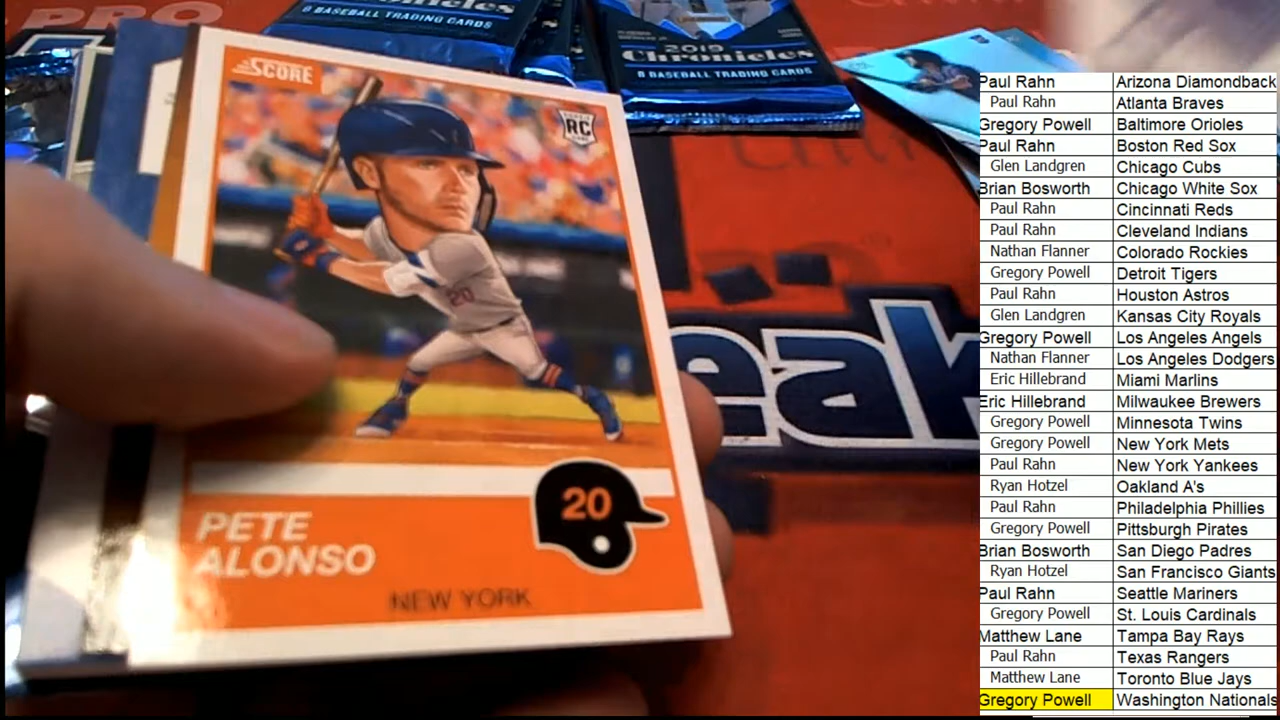 PRO
Chronicles
8 BASEBALL TRADING CARDS
2019
Chronicles
8 BASEBALL TRADING CARDS
SCORE
RC
20
20
PETE
ALONSO
NEW YORK
eak
Paul Rahn Arizona Diamondback
Paul Rahn Atlanta Braves
Gregory Powell Baltimore Orioles
Paul Rahn Boston Red Sox
Glen Landgren Chicago Cubs
Brian Bosworth Chicago White Sox
Paul Rahn Cincinnati Reds
Paul Rahn Cleveland Indians
Nathan Flanner Colorado Rockies
Gregory Powell Detroit Tigers
Paul Rahn Houston Astros
Glen Landgren Kansas City Royals
Gregory Powell Los Angeles Angels
Nathan Flanner Los Angeles Dodgers
Eric Hillebrand Miami Marlins
Eric Hillebrand Milwaukee Brewers
Gregory Powell Minnesota Twins
Gregory Powell New York Mets
Paul Rahn New York Yankees
Ryan Hotzel Oakland A's
Paul Rahn Philadelphia Phillies
Gregory Powell Pittsburgh Pirates
Brian Bosworth San Diego Padres
Ryan Hotzel San Francisco Giants
Paul Rahn Seattle Mariners
Gregory Powell St. Louis Cardinals
Matthew Lane Tampa Bay Rays
Paul Rahn Texas Rangers
Matthew Lane Toronto Blue Jays
Gregory Powell Washington Nationals